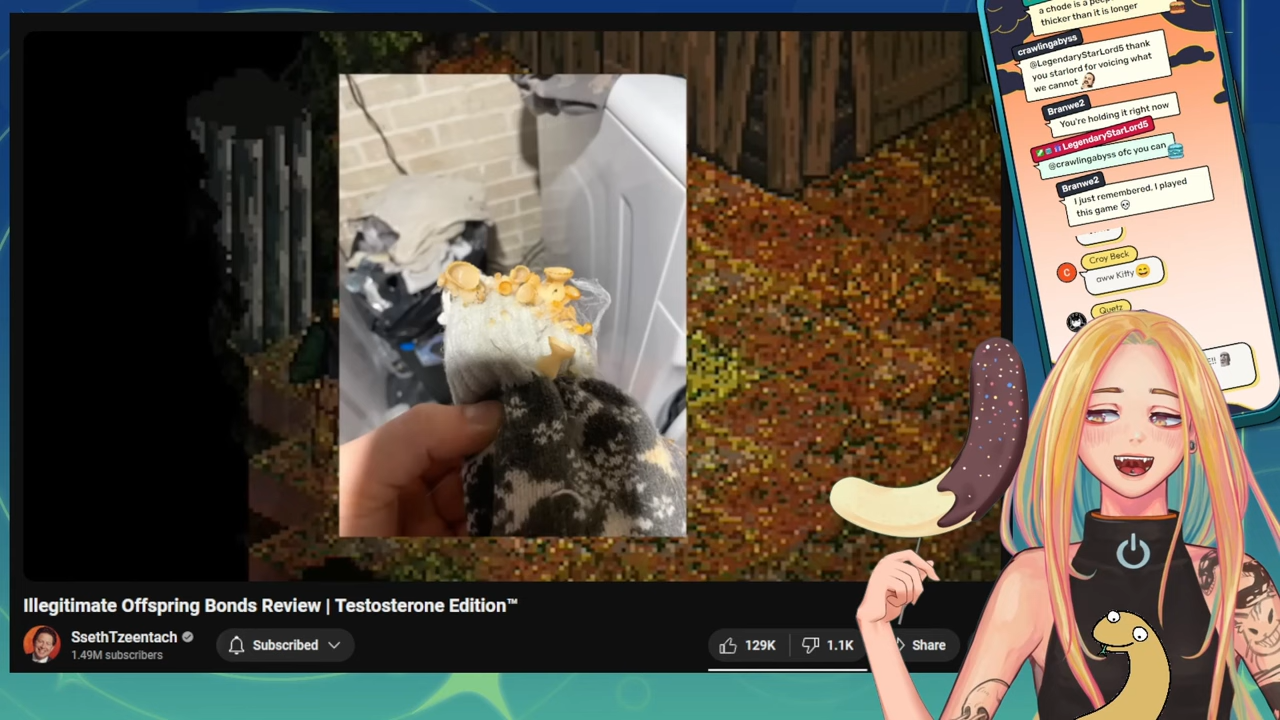 a chode is a
thicker than it is longer
crawlingabyss
@LegendaryStarLord5 thank
you starlord for voicing what
we cannot
Branwe2
You're holding it right now
LegendaryStarLord5
@crawlingabyss ofc you can
Branwe2
I just remembered, I played
this game 💀
Croy Beck
C
aww Kitty 😄
Quetz
Illegitimate Offspring Bonds Review | Testosterone Edition™
SsethTzeentach
1.49M subscribers
Subscribed
129K
1.1K
Share